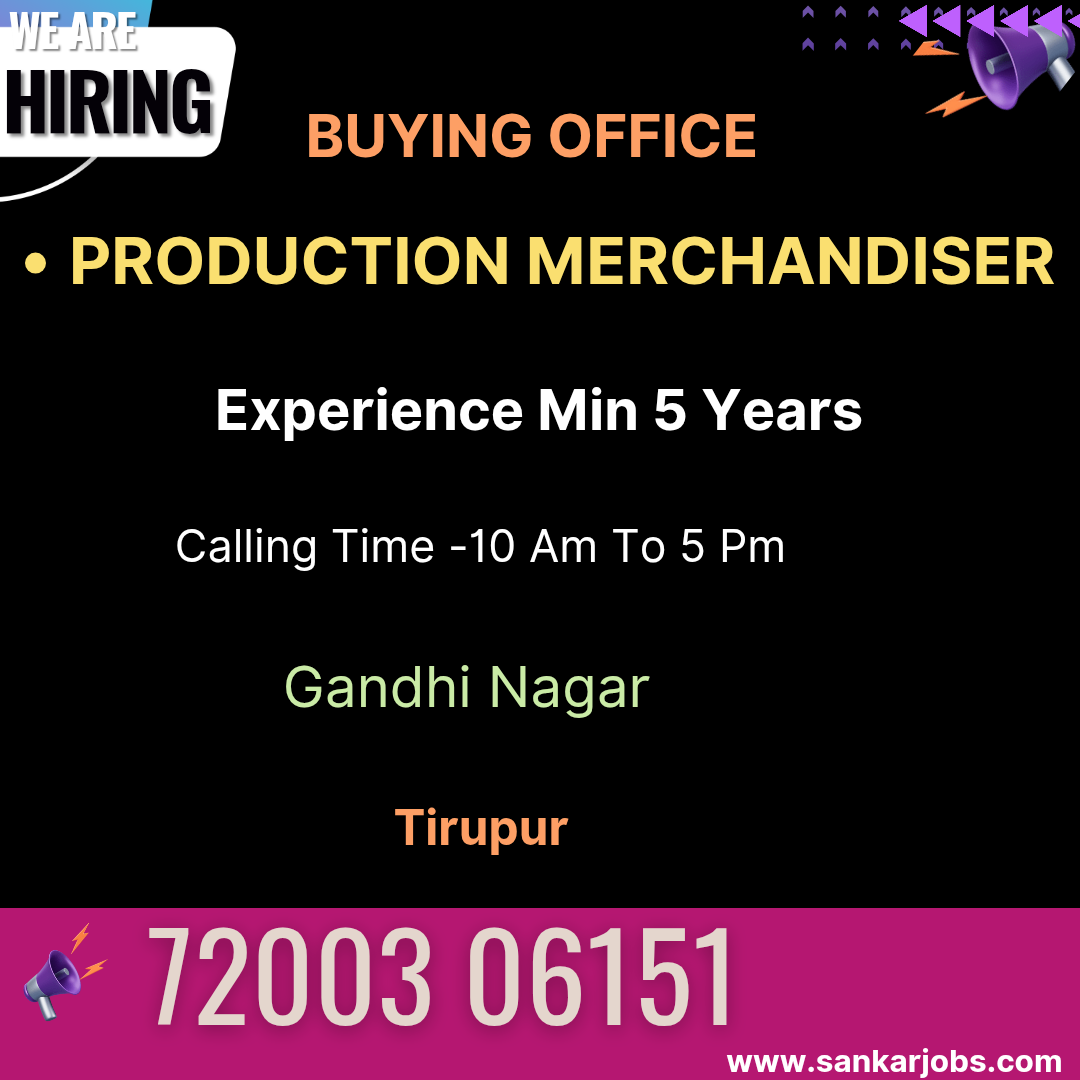 WE ARE
HIRING
BUYING OFFICE
• PRODUCTION MERCHANDISER
Experience Min 5 Years
Calling Time -10 Am To 5 Pm
Gandhi Nagar
Tirupur
72003 06151
www.sankarjobs.com